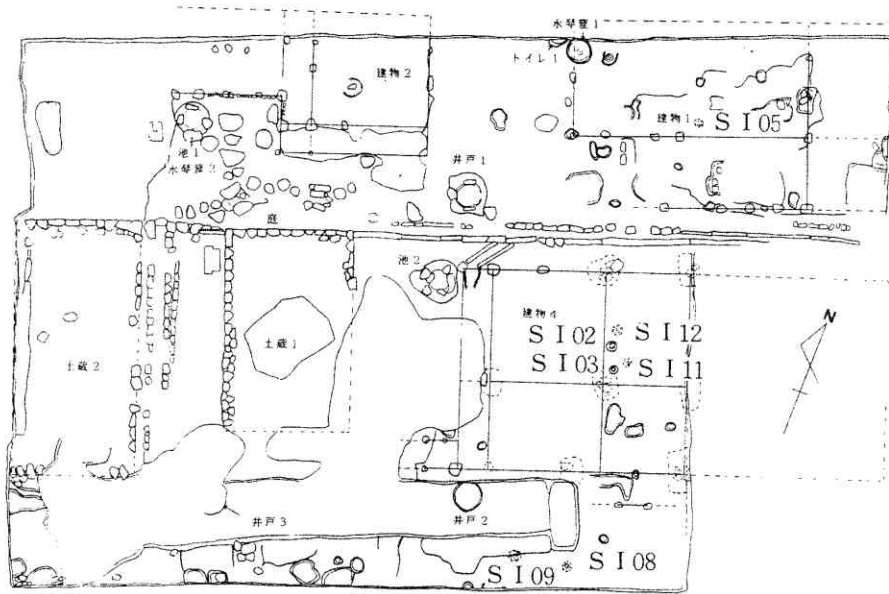 水琴窟1
トイレ1
建物2
建物1
SI05
池1
水琴窟2
井戸1
庭
池2
建物4
SI02
SI12
SI03
SI11
土蔵1
土蔵2
N
井戸3
井戸2
SI09
SI08